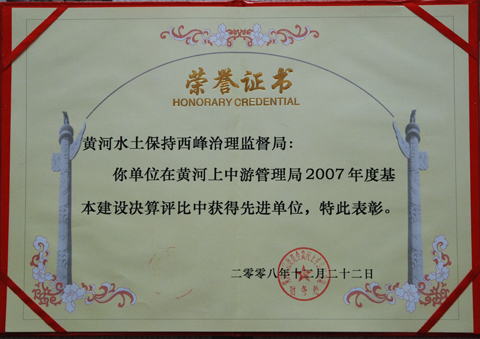 荣誉证书
HONORARY CREDENTIAL
黄河水土保持西峰治理监督局：
你单位在黄河上中游管理局2007年度基
本建设决算评比中获得先进单位，特此表彰。
二零零八年十一月二十二日